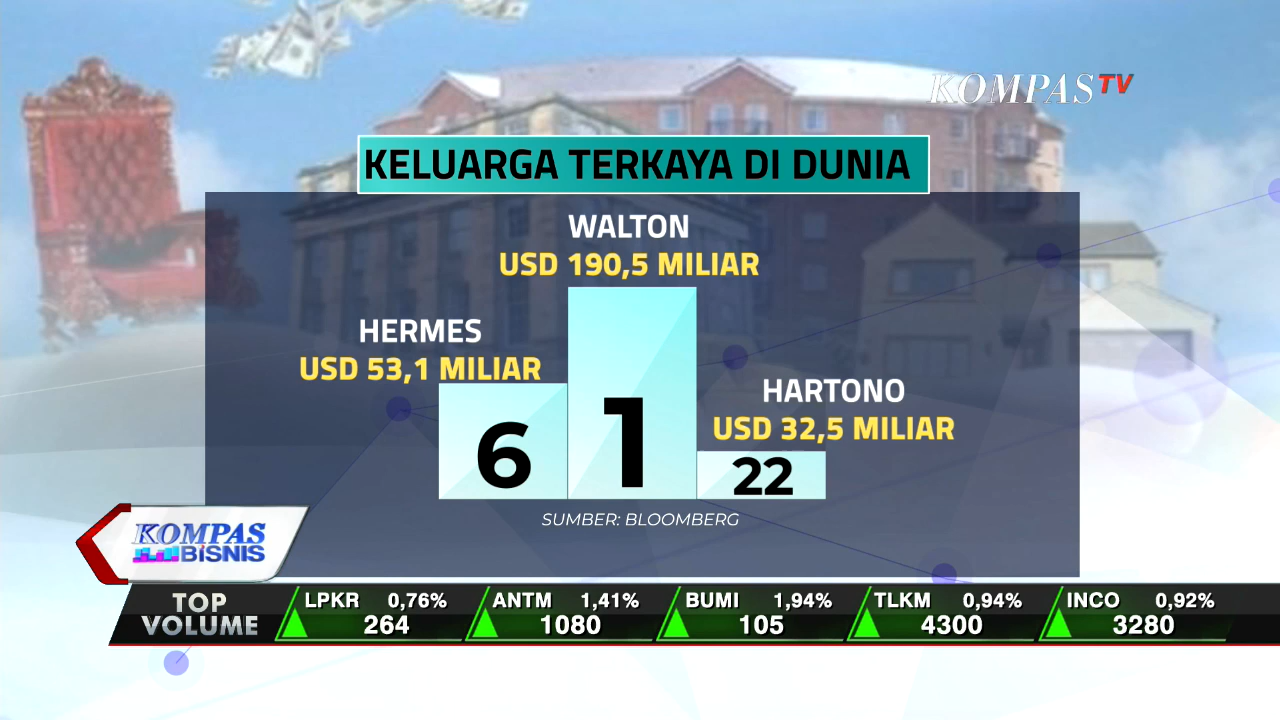 KOMPAS TV
KELUARGA TERKAYA DI DUNIA
WALTON
USD 190,5 MILIAR
HERMES
USD 53,1 MILIAR
HARTONO
USD 32,5 MILIAR
6
1
22
SUMBER: BLOOMBERG
KOMPAS
BISNIS
TOP
VOLUME
LPKR 0,76%
264
ANTM 1,41%
1080
BUMI 1,94%
105
TLKM 0,94%
4300
INCO 0,92%
3280